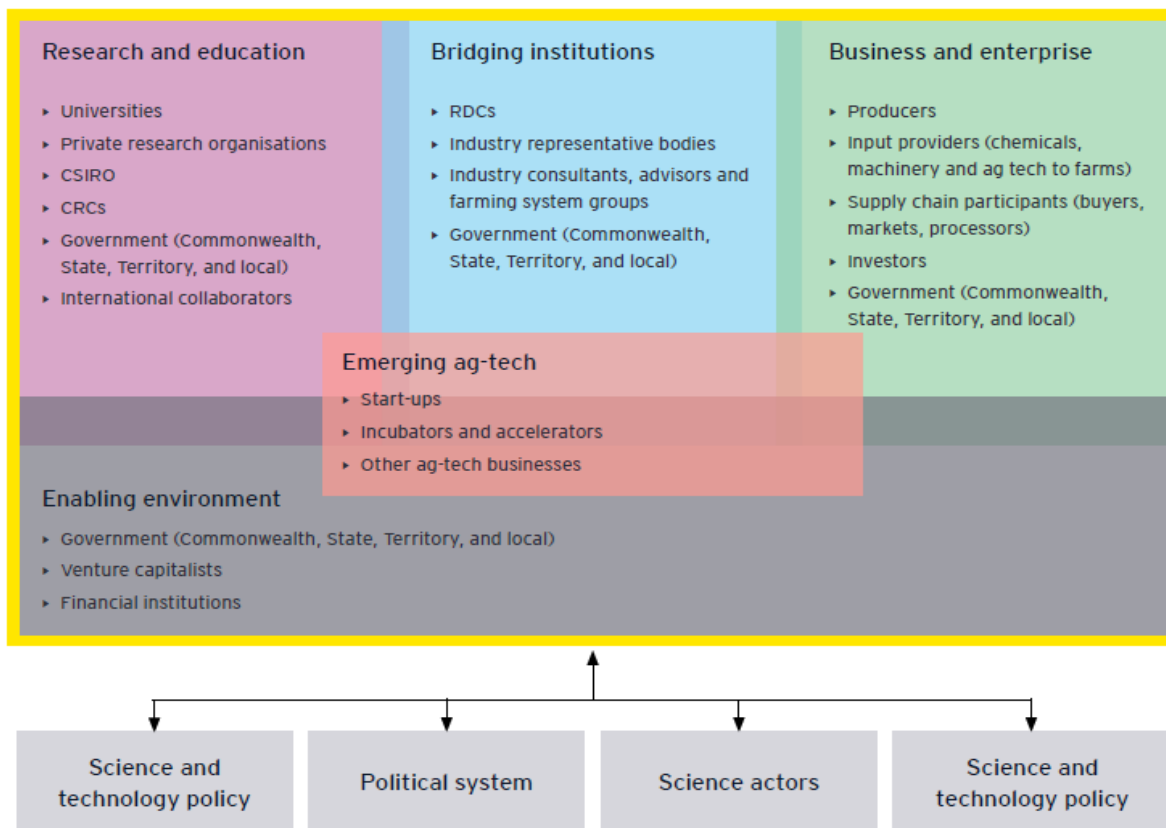 Research and education
▸ Universities
▸ Private research organisations
▸ CSIRO
▸ CRCs
▸ Government (Commonwealth,
State, Territory, and local)
▸ International collaborators
Bridging institutions
▸ RDCs
▸ Industry representative bodies
▸ Industry consultants, advisors and
farming system groups
▸ Government (Commonwealth,
State, Territory, and local)
Business and enterprise
▸ Producers
▸ Input providers (chemicals,
machinery and ag tech to farms)
▸ Supply chain participants (buyers,
markets, processors)
▸ Investors
▸ Government (Commonwealth,
State, Territory, and local)
Emerging ag-tech
▸ Start-ups
▸ Incubators and accelerators
▸ Other ag-tech businesses
Enabling environment
▸ Government (Commonwealth, State, Territory, and local)
▸ Venture capitalists
▸ Financial institutions
Science and
technology policy
Political system
Science actors
Science and
technology policy